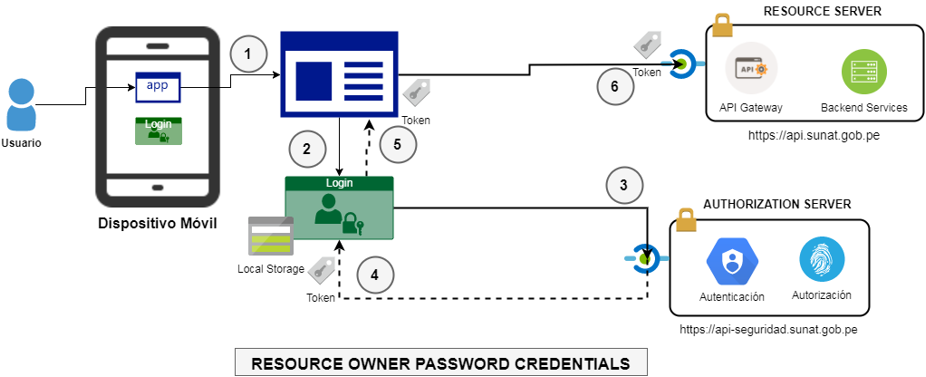 RESOURCE SERVER
1
app
Token
6
API
API Gateway
Backend Services
Login
Token
Usuario
https://api.sunat.gob.pe
2
5
Login
3
AUTHORIZATION SERVER
Dispositivo Móvil
Local Storage
4
Token
Autenticación
Autorización
https://api-seguridad.sunat.gob.pe
RESOURCE OWNER PASSWORD CREDENTIALS